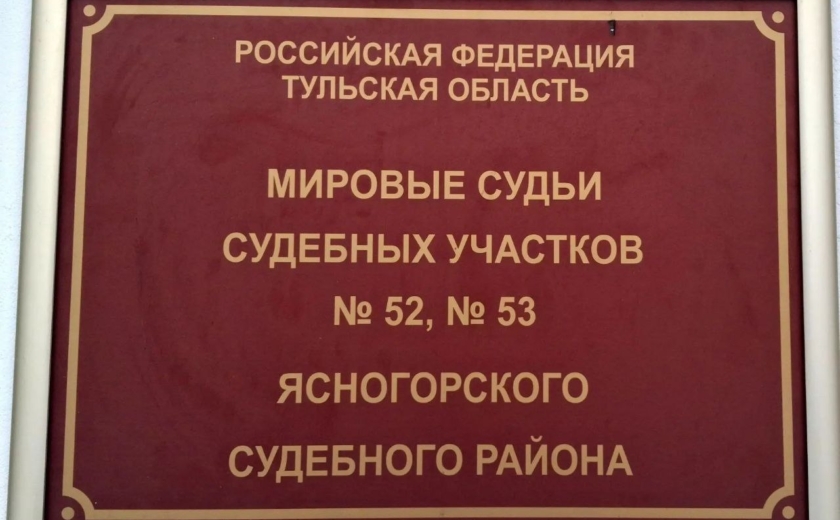 РОССИЙСКАЯ ФЕДЕРАЦИЯ
ТУЛЬСКАЯ ОБЛАСТЬ
МИРОВЫЕ СУДЬИ
СУДЕБНЫХ УЧАСТКОВ
№ 52, № 53
ЯСНОГОРСКОГО
СУДЕБНОГО РАЙОНА